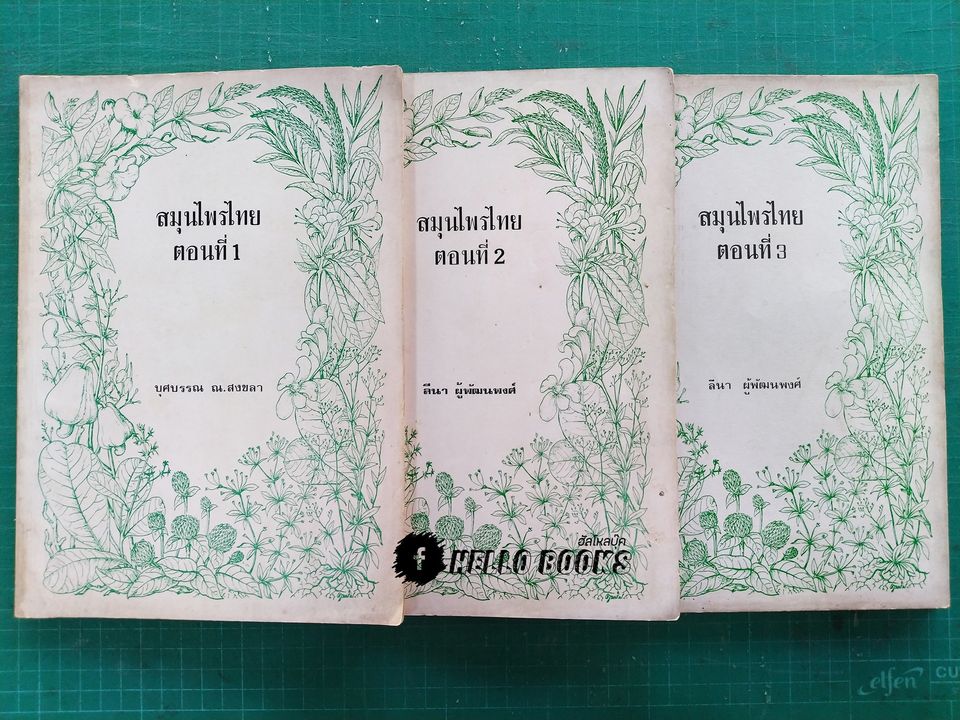 สมุนไพรไทย
ตอนที่ 1
บุศบรรณ ณ.สงขลา
สมุนไพรไทย
ตอนที่ 2
ลีนา ผู้พัฒนพงศ์
สมุนไพรไทย
ตอนที่ 3
ลีนา ผู้พัฒนพงศ์
ฮัลโหลบุ๊ค
f HELLO BOOKS
elfen CU